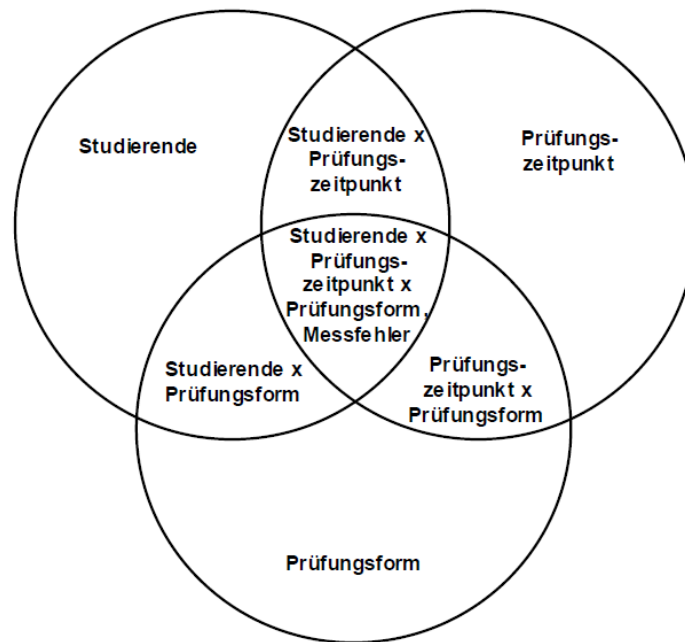 Studierende
Studierende x
Prüfungs-
zeitpunkt
Prüfungs-
zeitpunkt
Studierende x
Prüfungs-
zeitpunkt x
Prüfungsform,
Messfehler
Studierende x
Prüfungsform
Prüfungs-
zeitpunkt x
Prüfungsform
Prüfungsform